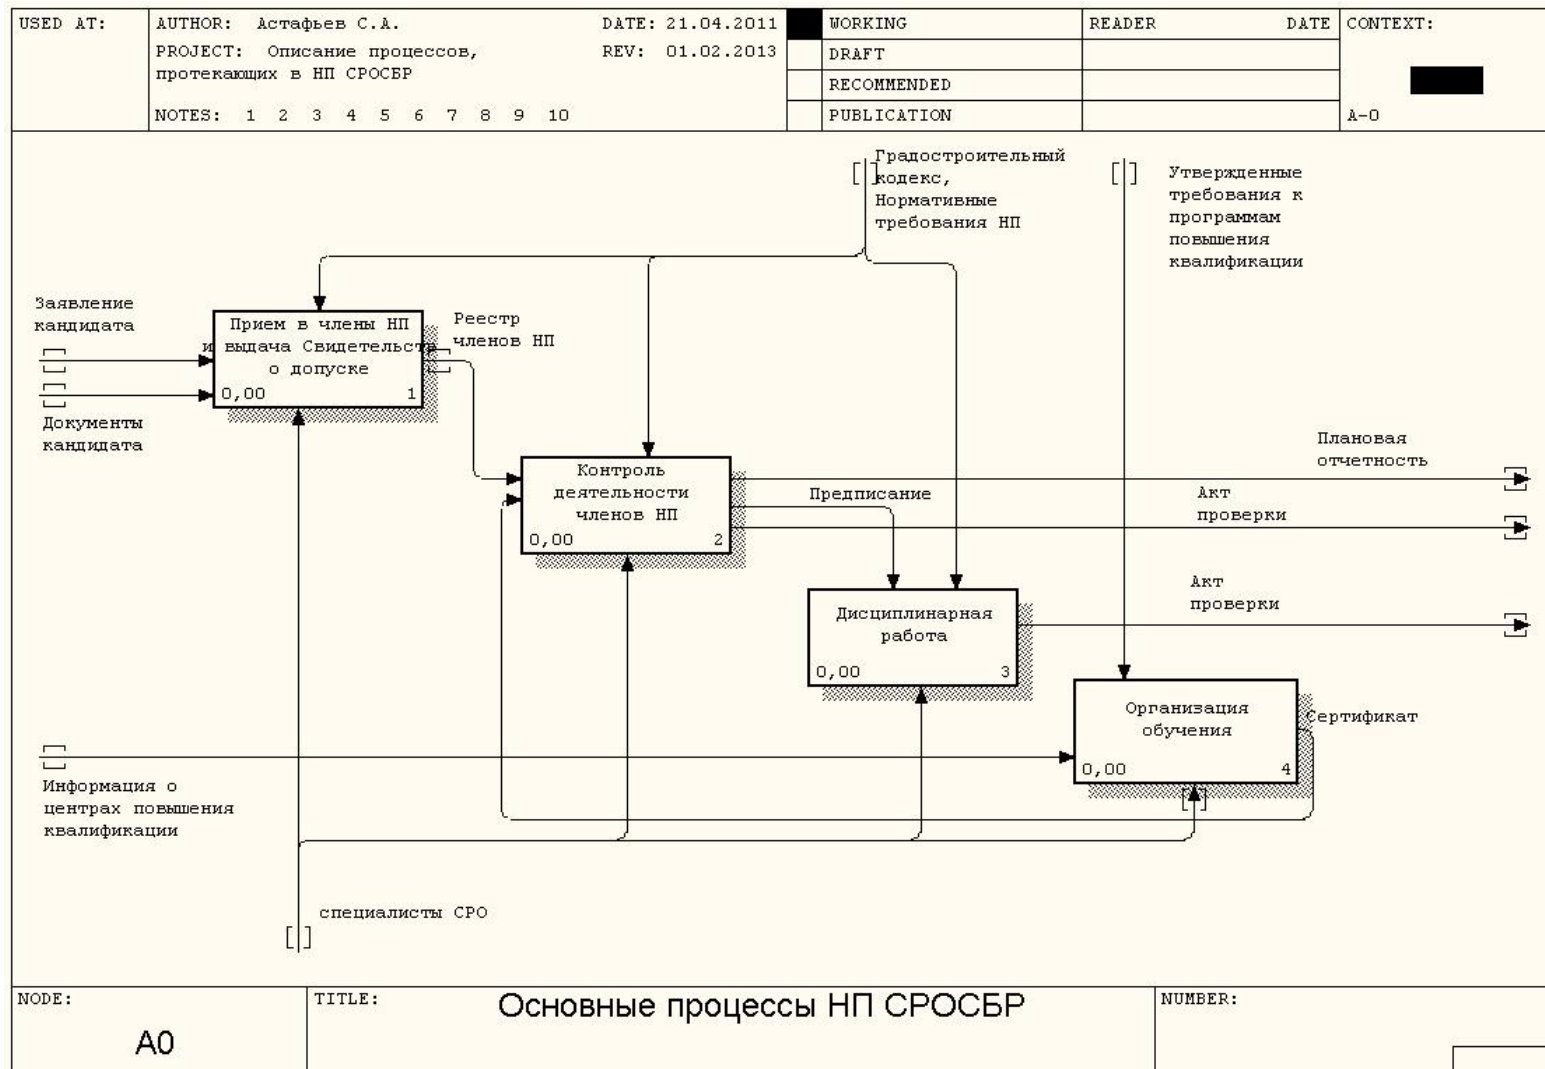 USED AT:
AUTHOR: Астафьев С.А.
DATE: 21.04.2011
PROJECT: Описание процессов,
протекающих в НП СРОСБР
REV: 01.02.2013
NOTES: 1 2 3 4 5 6 7 8 9 10
WORKING
DRAFT
RECOMMENDED
PUBLICATION
READER
DATE
CONTEXT:
A-0
Градостроительный
кодекс,
Нормативные
требования НП
Утвержденные
требования к
программам
повышения
квалификации
Заявление
кандидата
Прием в члены НП
и выдача Свидетельств
о допуске
0,00 1
Реестр
членов НП
Документы
кандидата
Контроль
деятельности
членов НП
0,00 2
Предписание
Плановая
отчетность
Акт
проверки
Дисциплинарная
работа
0,00 3
Акт
проверки
Организация
обучения
0,00 4
Сертификат
Информация о
центрах повышения
квалификации
специалисты СРО
NODE:
A0
TITLE:
Основные процессы НП СРОСБР
NUMBER: